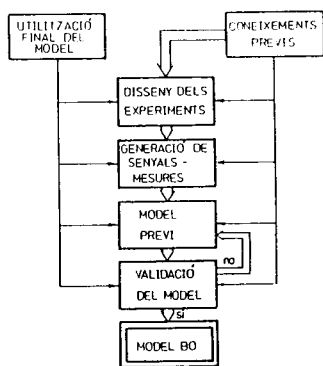 UTILITZACIÓ
FINAL DEL
MODEL
CONEIXEMENTS
PREVIS
DISSENY DELS
EXPERIMENTS
GENERACIÓ DE
SENYALS -
MESURES
MODEL
PREVI
no
VALIDACIÓ
DEL MODEL
sí
MODEL BO